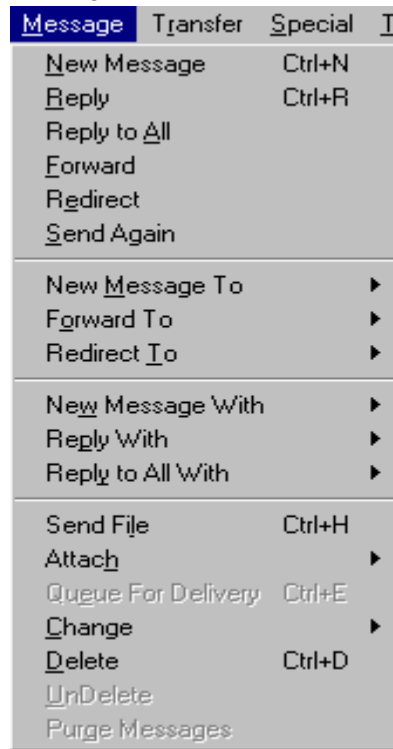 Message Transfer Special T
New Message Ctrl+N
Reply Ctrl+R
Reply to All
Forward
Redirect
Send Again
New Message To
Forward To
Redirect To
New Message With
Reply With
Reply to All With
Send File Ctrl+H
Attach
Queue For Delivery Ctrl+E
Change
Delete Ctrl+D
UnDelete
Purge Messages